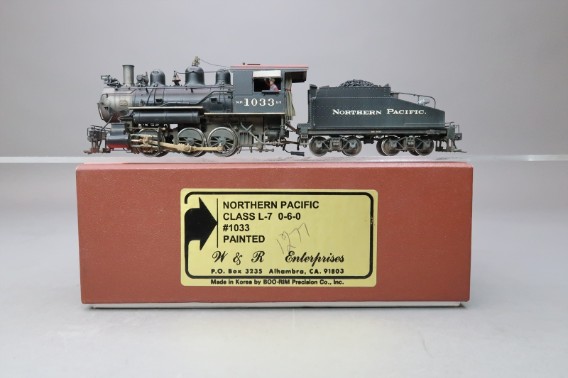 1033
NORTHERN PACIFIC.
NORTHERN PACIFIC
CLASS L-7 0-6-0
#1033
PAINTED
W & R Enterprises
P.O. Box 3235 Alhambra, CA. 91803
Made in Korea by BOO-RIM Precision Co., Inc.